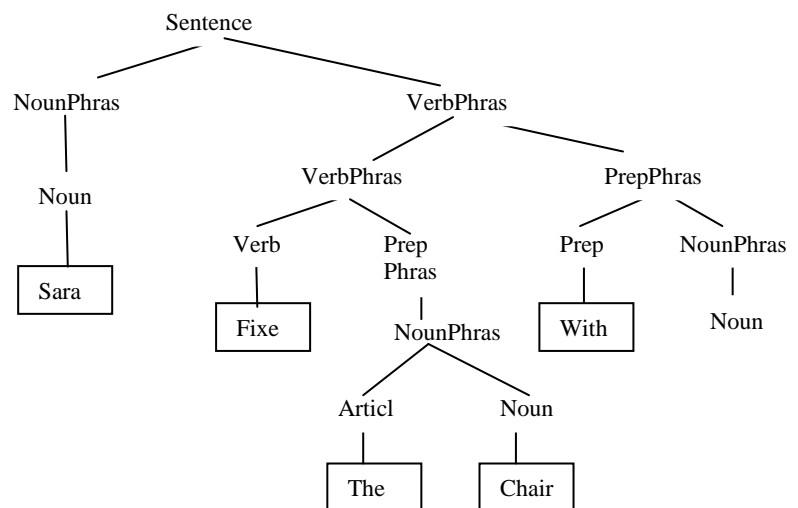 Sentence
NounPhras VerbPhras
VerbPhras PrepPhras
Noun
Verb Prep Phras Prep NounPhras
Sara
Fixe With Noun
NounPhras
Articl Noun
The Chair